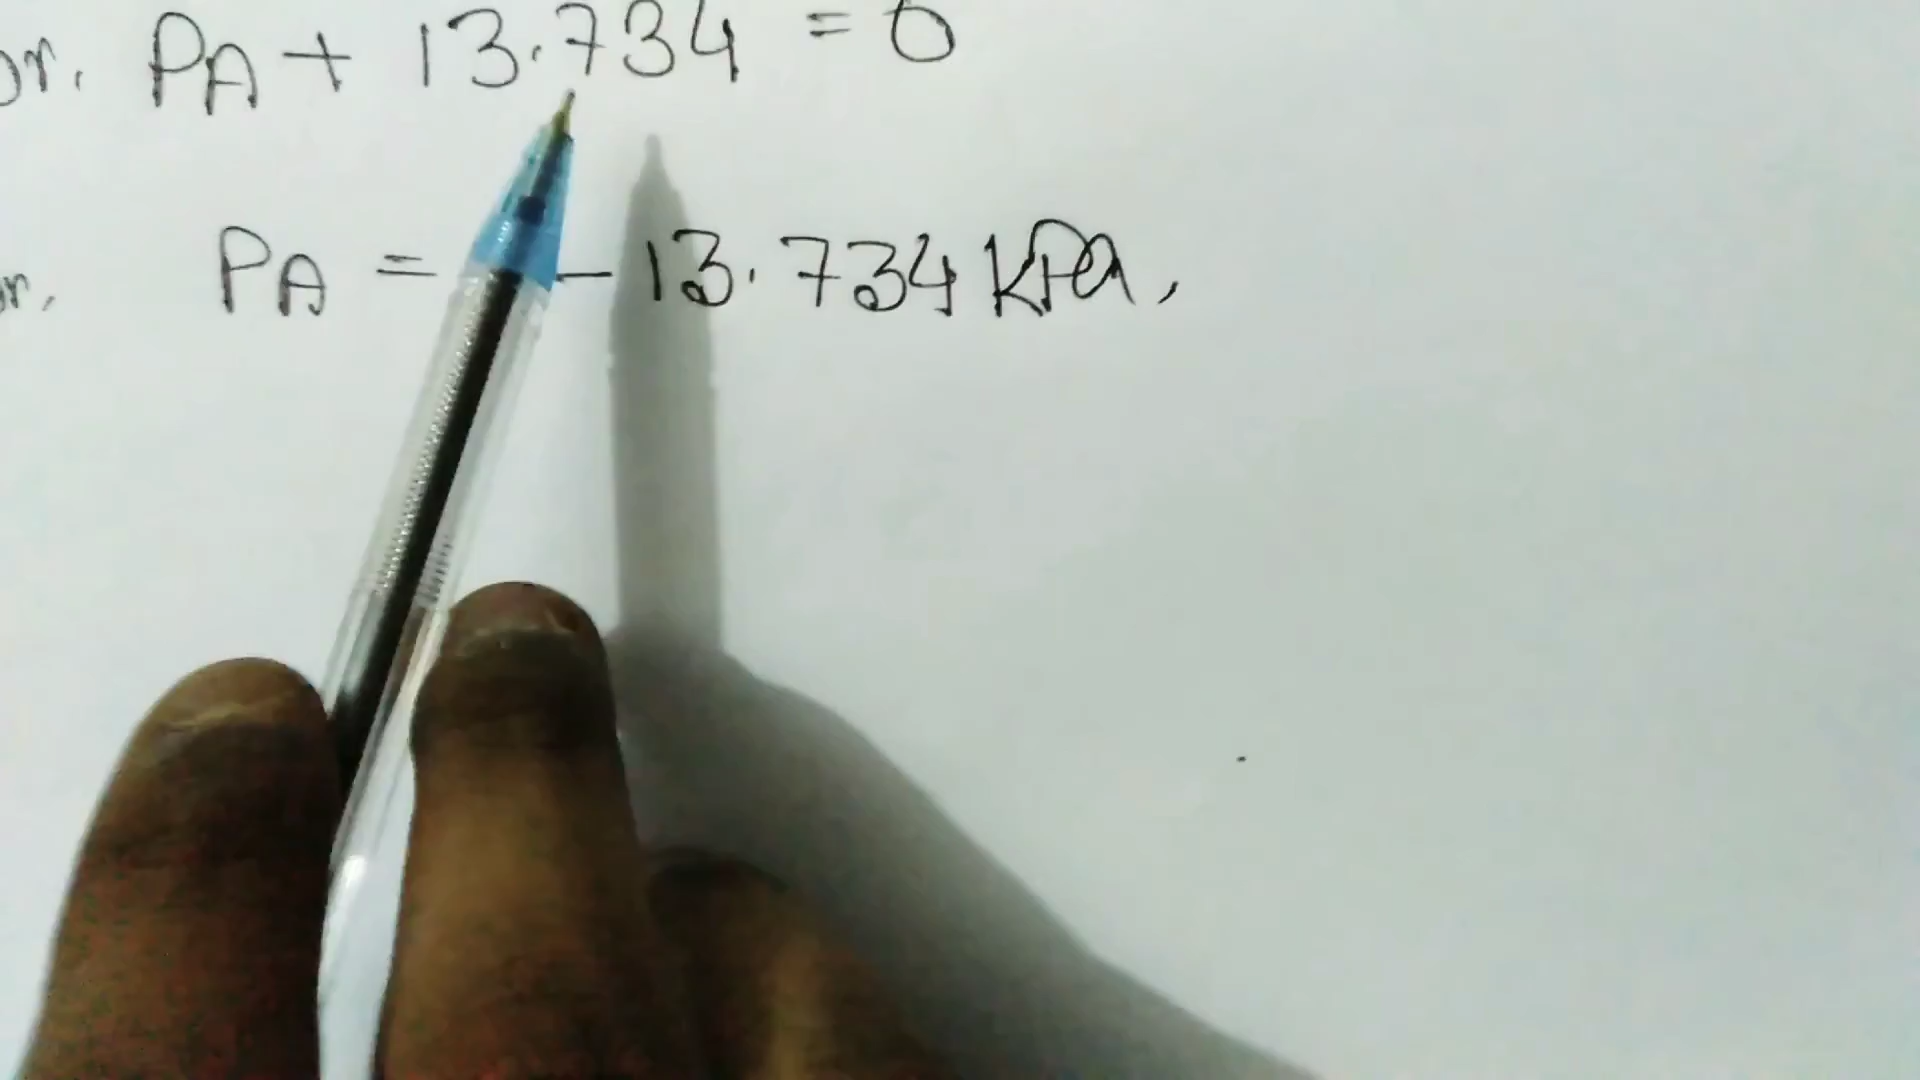 or, PA + 13.734 = 0
or, PA = -13.734 kPa,